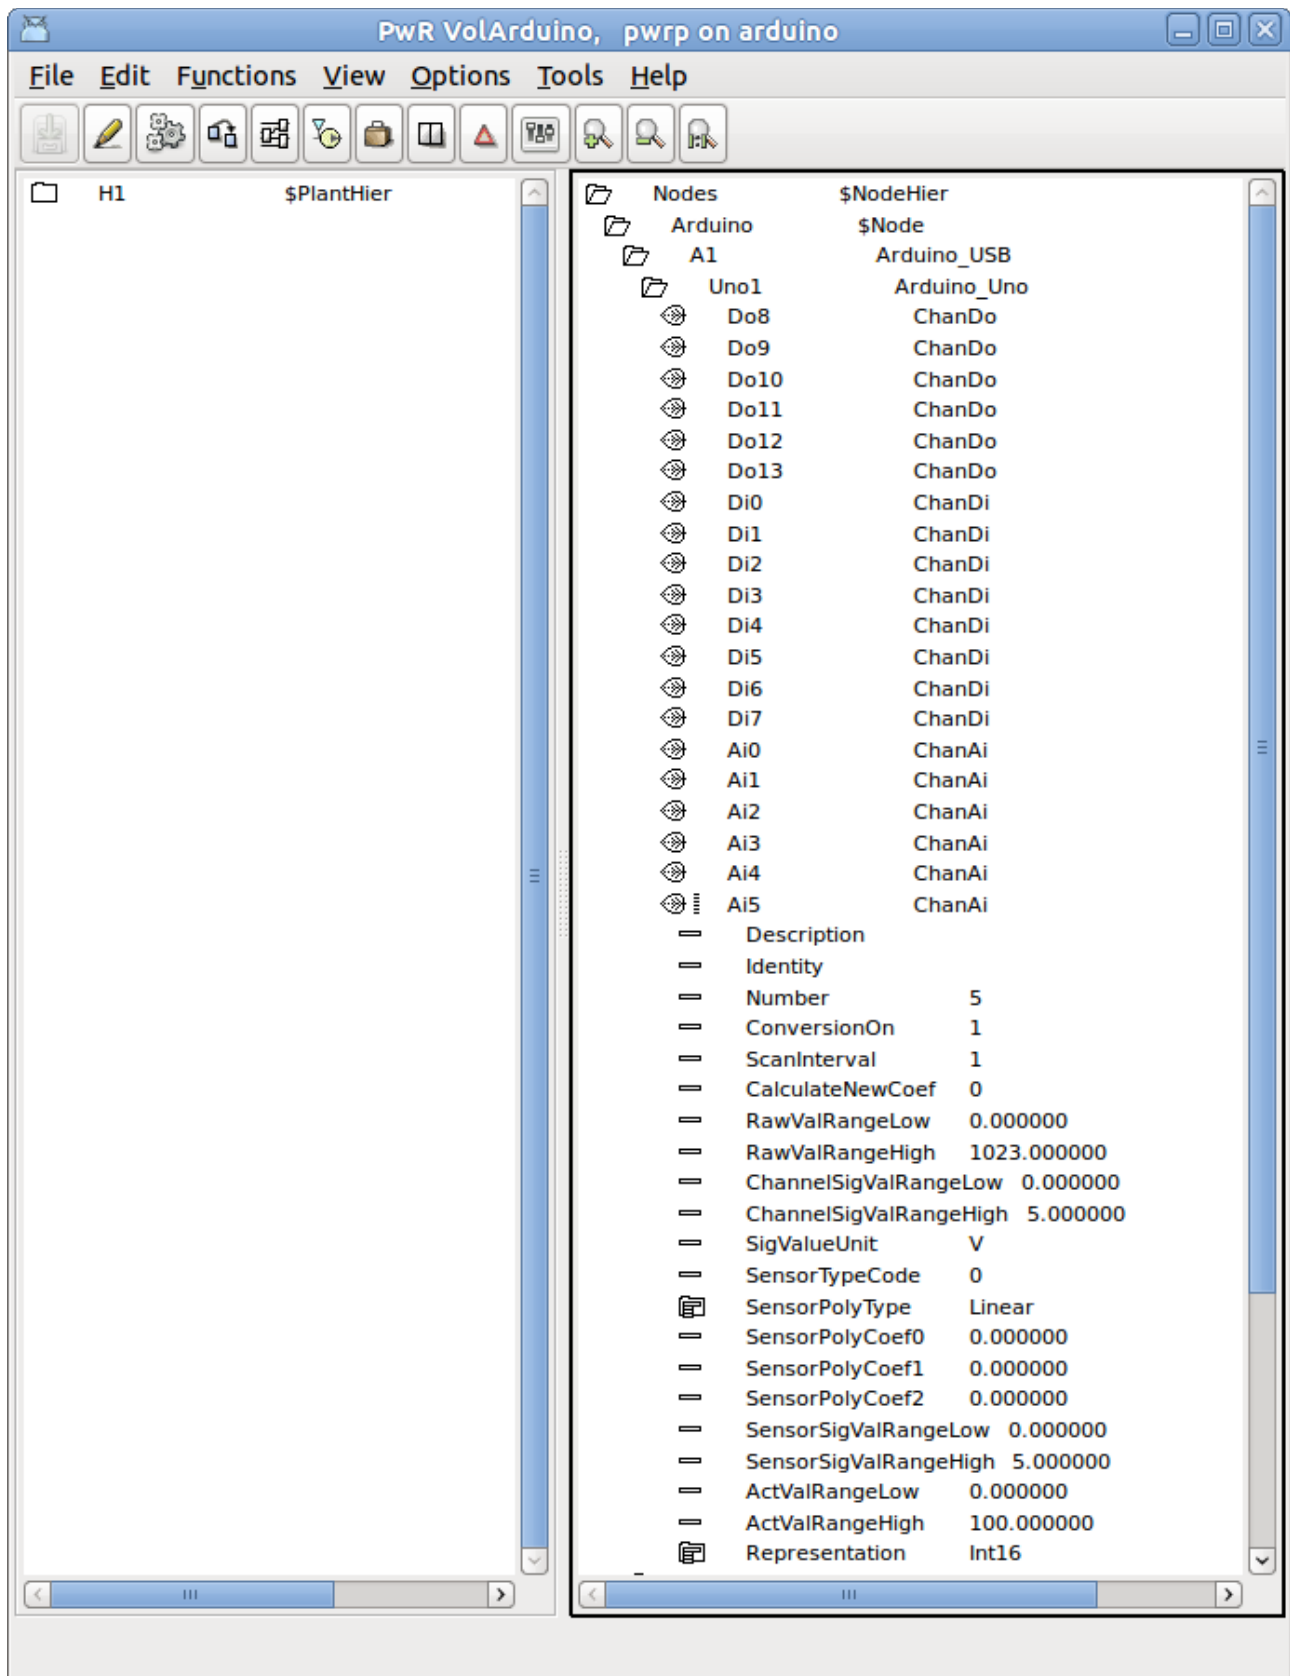 PwR VolArduino, pwrp on arduino
File Edit Functions View Options Tools Help
H1 $PlantHier
Nodes $NodeHier
Arduino $Node
A1 Arduino_USB
Uno1 Arduino_Uno
Do8 ChanDo
Do9 ChanDo
Do10 ChanDo
Do11 ChanDo
Do12 ChanDo
Do13 ChanDo
Di0 ChanDi
Di1 ChanDi
Di2 ChanDi
Di3 ChanDi
Di4 ChanDi
Di5 ChanDi
Di6 ChanDi
Di7 ChanDi
Ai0 ChanAi
Ai1 ChanAi
Ai2 ChanAi
Ai3 ChanAi
Ai4 ChanAi
Ai5 ChanAi
Description
Identity
Number 5
ConversionOn 1
ScanInterval 1
CalculateNewCoef 0
RawValRangeLow 0.000000
RawValRangeHigh 1023.000000
ChannelSigValRangeLow 0.000000
ChannelSigValRangeHigh 5.000000
SigValueUnit V
SensorTypeCode 0
SensorPolyType Linear
SensorPolyCoef0 0.000000
SensorPolyCoef1 0.000000
SensorPolyCoef2 0.000000
SensorSigValRangeLow 0.000000
SensorSigValRangeHigh 5.000000
ActValRangeLow 0.000000
ActValRangeHigh 100.000000
Representation Int16